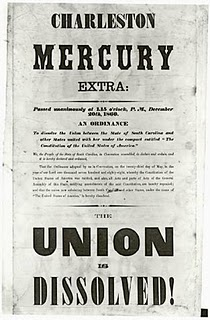 CHARLESTON
MERCURY
EXTRA:
Passed unanimously at 1.15 o'clock, P. M., December
20th, 1860.
AN ORDINANCE
To dissolve the Union between the State of South Carolina and
other States united with her under the compact entitled "The
Constitution of the United States of America."
We, the People of the State of South Carolina, in Convention assembled, do declare and ordain, and
it is hereby declared and ordained,
That the Ordinance adopted by us in Convention, on the twenty-third day of May, in the
year of our Lord one thousand seven hundred and eighty-eight, whereby the Constitution of the
United States of America was ratified, and also, all Acts and parts of Acts of the General
Assembly of this State, ratifying amendments of the said Constitution, are hereby repealed;
and that the union now subsisting between South Carolina and other States, under the name of
"The United States of America," is hereby dissolved.
THE
UNION
IS
DISSOLVED!